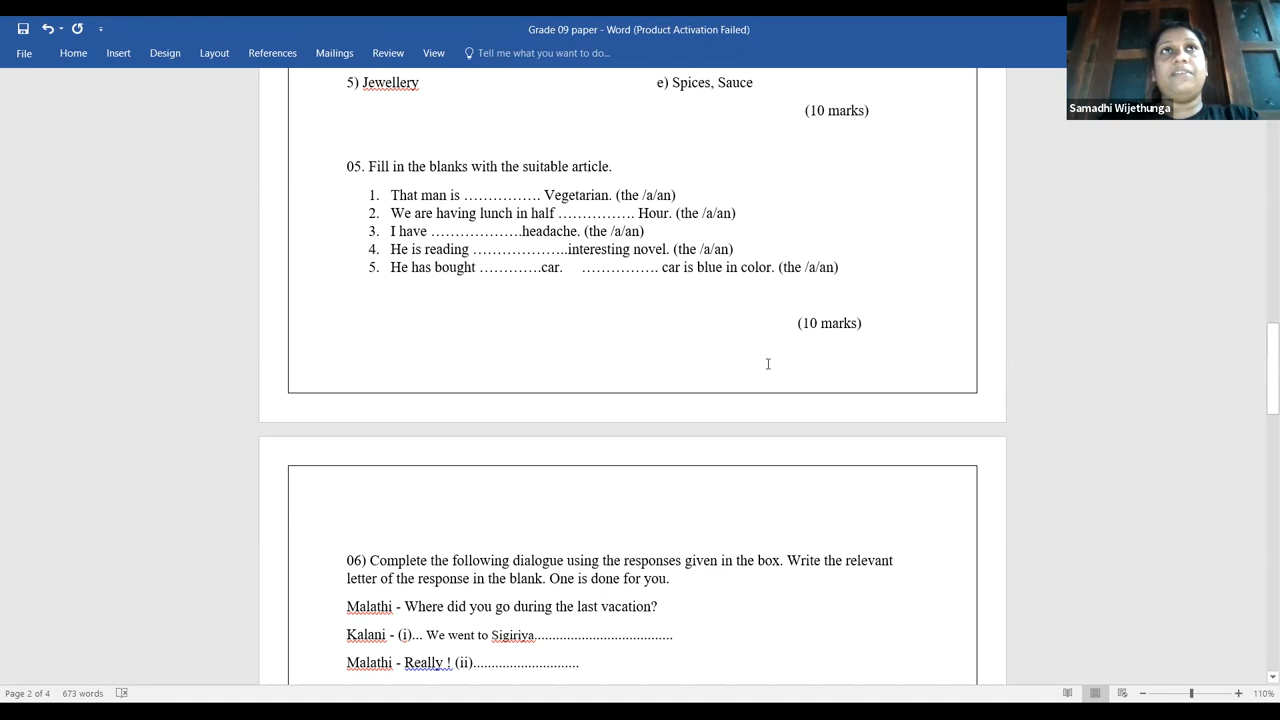 Grade 09 paper - Word (Product Activation Failed)
File Home Insert Design Layout References Mailings Review View Tell me what you want to do...
Samadhi Wijethunga
5) Jewellery e) Spices, Sauce
(10 marks)
05. Fill in the blanks with the suitable article.
1. That man is ……………. Vegetarian. (the /a/an)
2. We are having lunch in half ……………. Hour. (the /a/an)
3. I have ……………….headache. (the /a/an)
4. He is reading ………………..interesting novel. (the /a/an)
5. He has bought ………….car. ……………. car is blue in color. (the /a/an)
(10 marks)
06) Complete the following dialogue using the responses given in the box. Write the relevant
letter of the response in the blank. One is done for you.
Malathi - Where did you go during the last vacation?
Kalani - (i)... We went to Sigiriya......................................
Malathi - Really ! (ii).............................
Page 2 of 4 673 words 110%